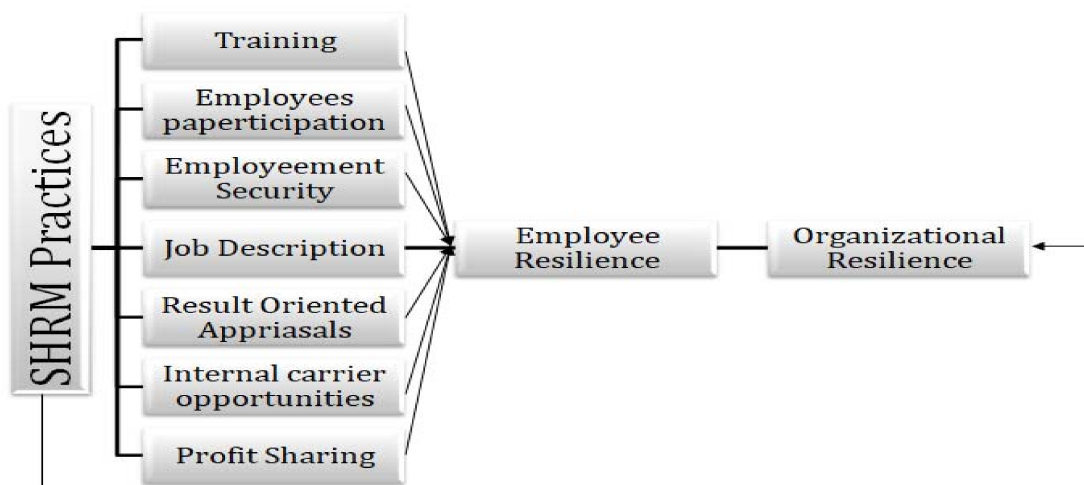 SHRM Practices
Training
Employees
paperticipation
Employeement
Security
Job Description
Result Oriented
Appriasals
Internal carrier
opportunities
Profit Sharing
Employee
Resilience
Organizational
Resilience